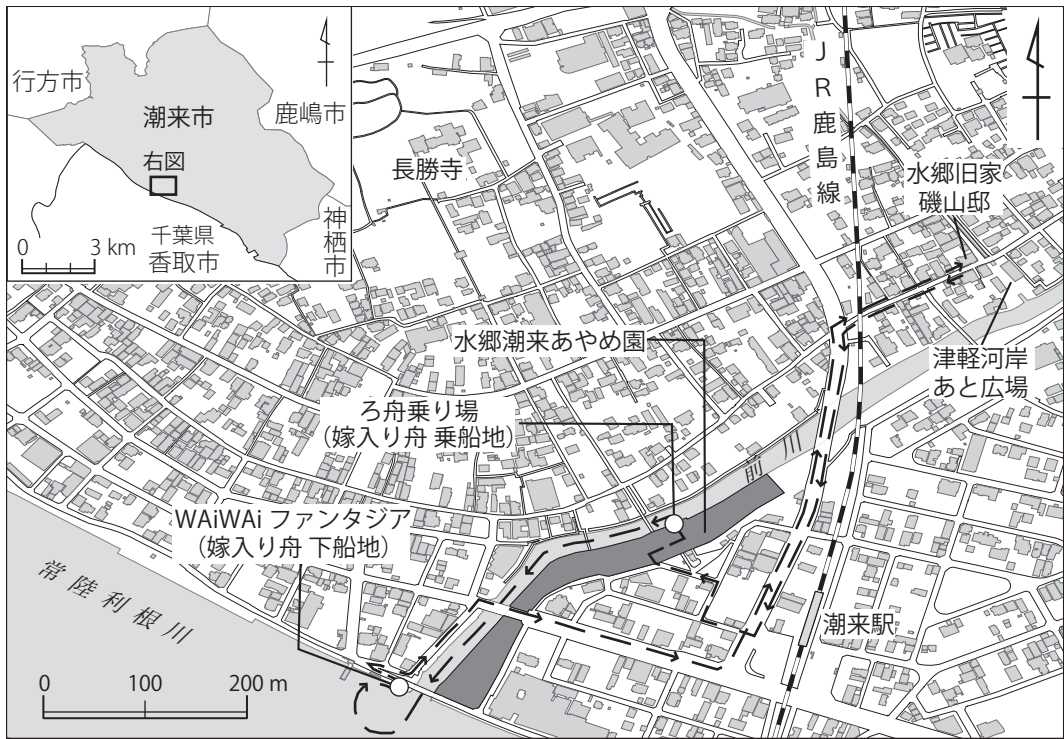 行方市
潮来市
鹿嶋市
右図
神栖市
千葉県
香取市
0 3 km
JR鹿島線
長勝寺
水郷旧家
磯山邸
水郷潮来あやめ園
津軽河岸
あと広場
ろ舟乗り場
（嫁入り舟 乗船地）
前川
WAiWAi ファンタジア
（嫁入り舟 下船地）
常陸利根川
潮来駅
0 100 200 m